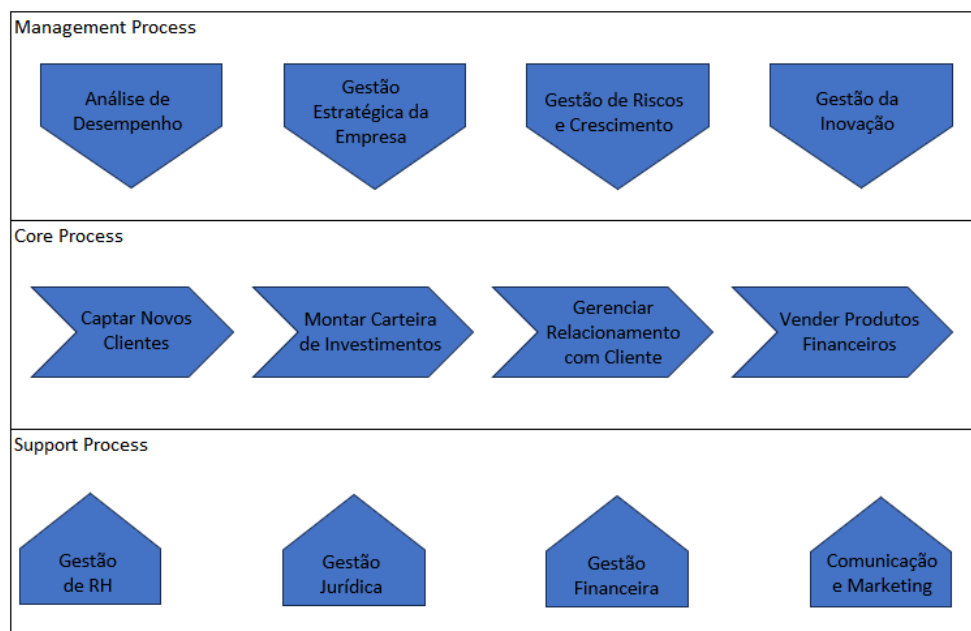 Management Process
Análise de
Desempenho
Gestão
Estratégica da
Empresa
Gestão de Riscos
e Crescimento
Gestão da
Inovação
Core Process
Captar Novos
Clientes
Montar Carteira
de Investimentos
Gerenciar
Relacionamento
com Cliente
Vender Produtos
Financeiros
Support Process
Gestão
de RH
Gestão
Jurídica
Gestão
Financeira
Comunicação
e Marketing